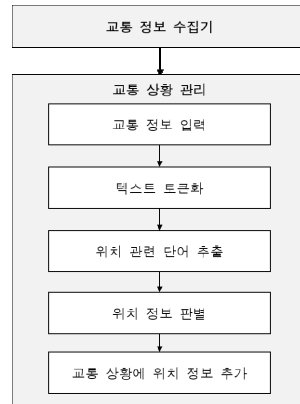 교통 정보 수집기
교통 상황 관리
교통 정보 입력
텍스트 토큰화
위치 관련 단어 추출
위치 정보 판별
교통 상황에 위치 정보 추가